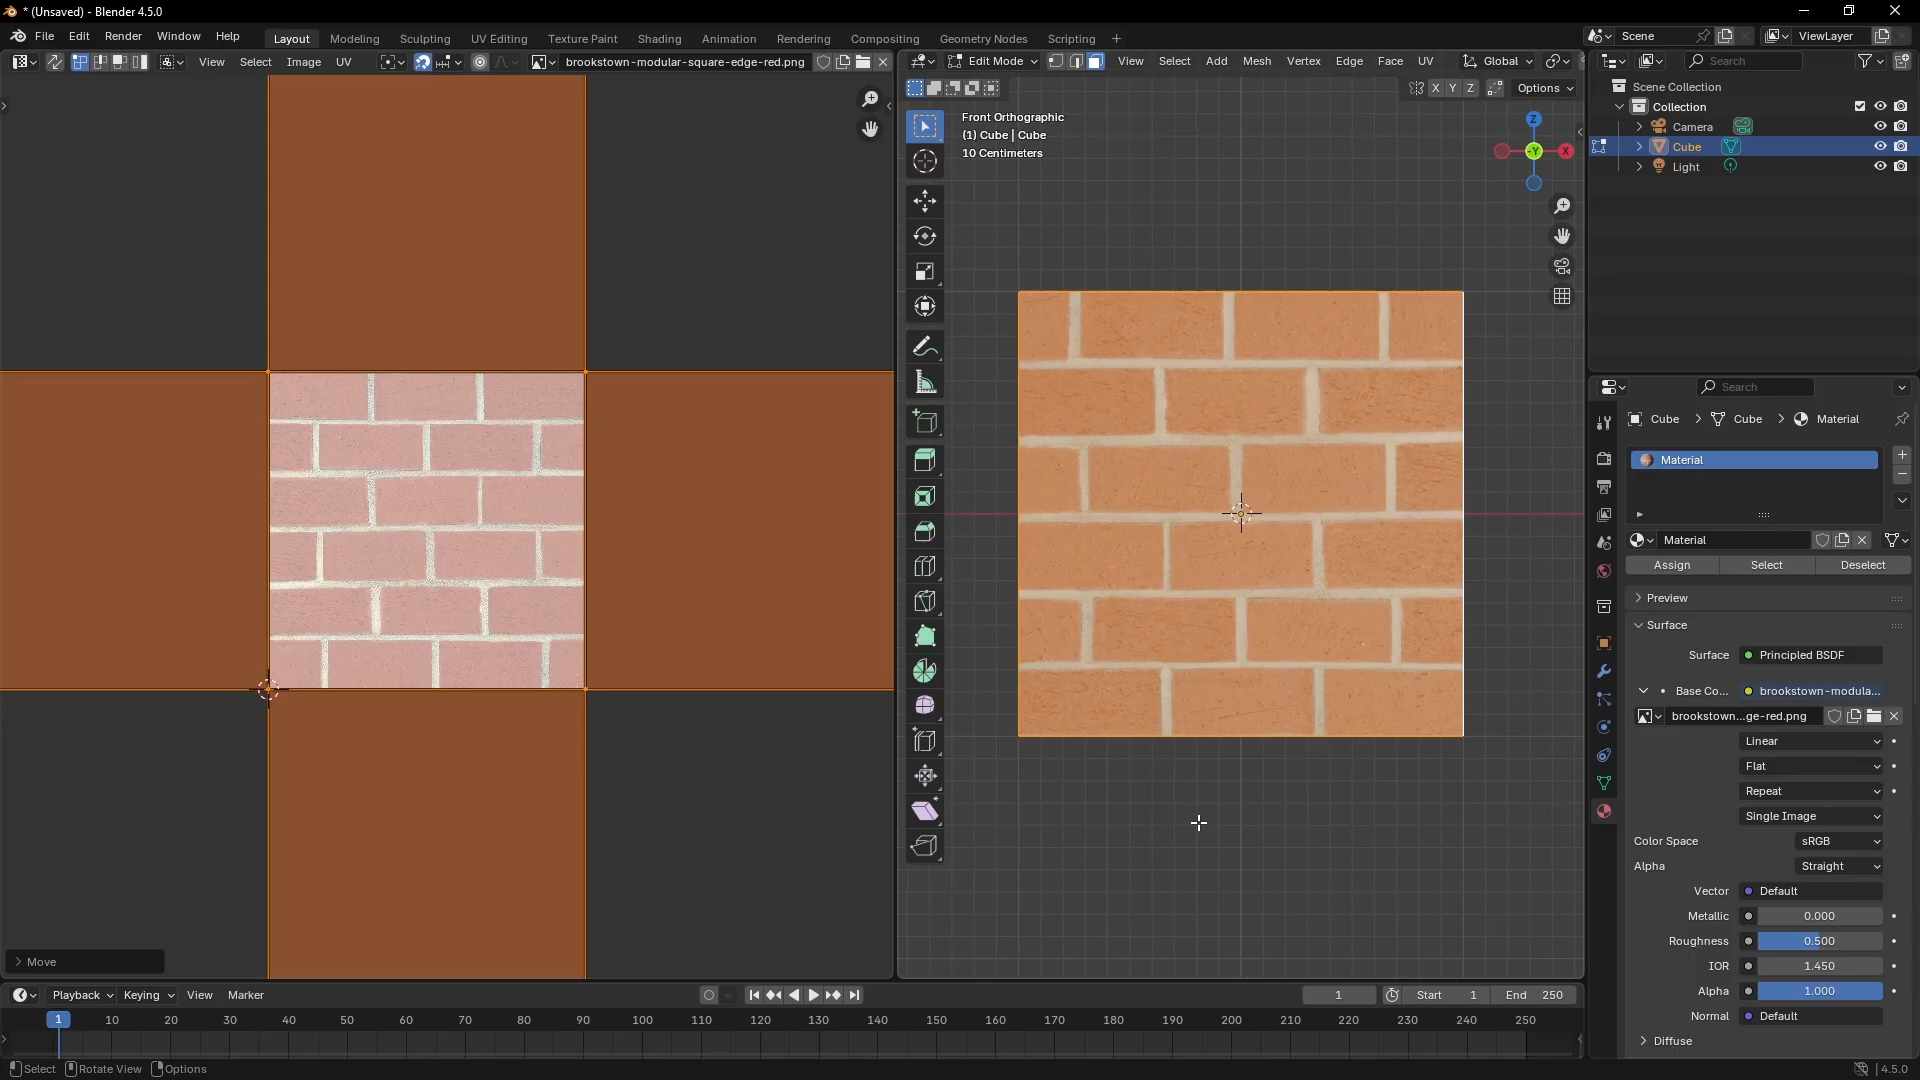 * (Unsaved) - Blender 4.5.0
File Edit Render Window Help
Layout Modeling Sculpting UV Editing Texture Paint Shading Animation Rendering Compositing Geometry Nodes Scripting +
Scene
ViewLayer
View Select Image UV
brookstown-modular-square-edge-red.png
Edit Mode
View Select Add Mesh Vertex Edge Face UV
Global
X Y Z
Options
Front Orthographic
(1) Cube | Cube
10 Centimeters
Z
-Y
X
Search
Scene Collection
Collection
Camera
Cube
Light
Search
Cube > Cube > Material
Material
Material
Assign Select Deselect
Preview
Surface
Surface Principled BSDF
Base Co... brookstown-modula...
brookstown...ge-red.png
Linear
Flat
Repeat
Single Image
Color Space sRGB
Alpha Straight
Vector Default
Metallic 0.000
Roughness 0.500
IOR 1.450
Alpha 1.000
Normal Default
Diffuse
Move
Playback Keying View Marker
1
Start 1
End 250
1 10 20 30 40 50 60 70 80 90 100 110 120 130 140 150 160 170 180 190 200 210 220 230 240 250
Select Rotate View Options
4.5.0